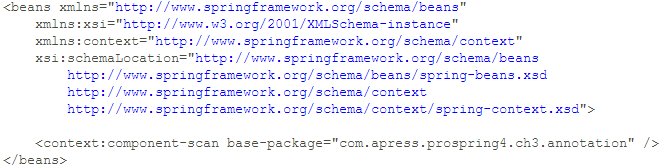 <beans xmlns="http://www.springframework.org/schema/beans"
xmlns:xsi="http://www.w3.org/2001/XMLSchema-instance"
xmlns:context="http://www.springframework.org/schema/context"
xsi:schemaLocation="http://www.springframework.org/schema/beans
http://www.springframework.org/schema/beans/spring-beans.xsd
http://www.springframework.org/schema/context
http://www.springframework.org/schema/context/spring-context.xsd">
<context:component-scan base-package="com.apress.prospring4.ch3.annotation" />
</beans>